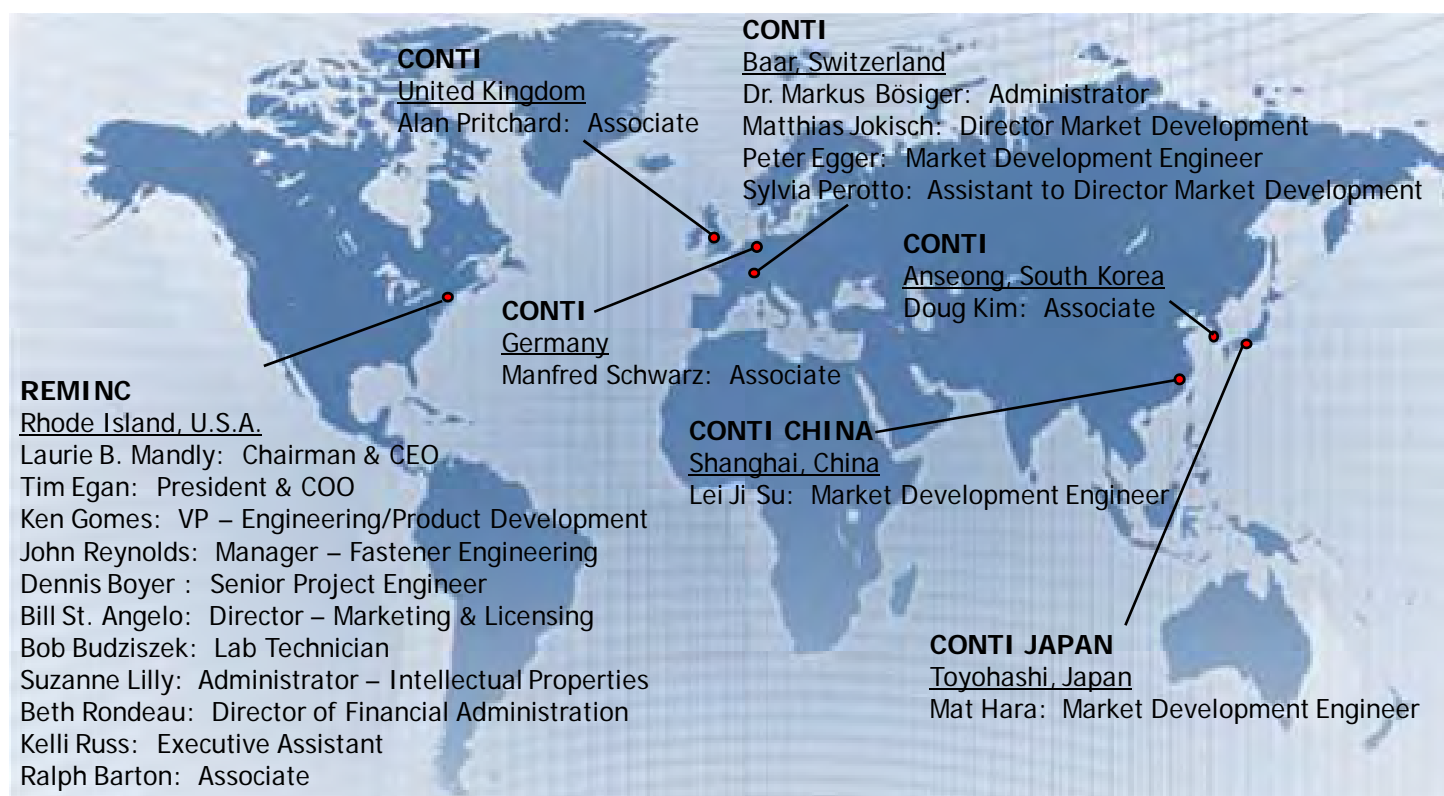 CONTI
United Kingdom
Alan Pritchard: Associate
CONTI
Baar, Switzerland
Dr. Markus Bösiger: Administrator
Matthias Jokisch: Director Market Development
Peter Egger: Market Development Engineer
Sylvia Perotto: Assistant to Director Market Development
CONTI
Anseong, South Korea
Doug Kim: Associate
CONTI
Germany
Manfred Schwarz: Associate
REMINC
Rhode Island, U.S.A.
Laurie B. Mandly: Chairman & CEO
Tim Egan: President & COO
Ken Gomes: VP – Engineering/Product Development
John Reynolds: Manager – Fastener Engineering
Dennis Boyer : Senior Project Engineer
Bill St. Angelo: Director – Marketing & Licensing
Bob Budziszek: Lab Technician
Suzanne Lilly: Administrator – Intellectual Properties
Beth Rondeau: Director of Financial Administration
Kelli Russ: Executive Assistant
Ralph Barton: Associate
CONTI CHINA
Shanghai, China
Lei Ji Su: Market Development Engineer
CONTI JAPAN
Toyohashi, Japan
Mat Hara: Market Development Engineer